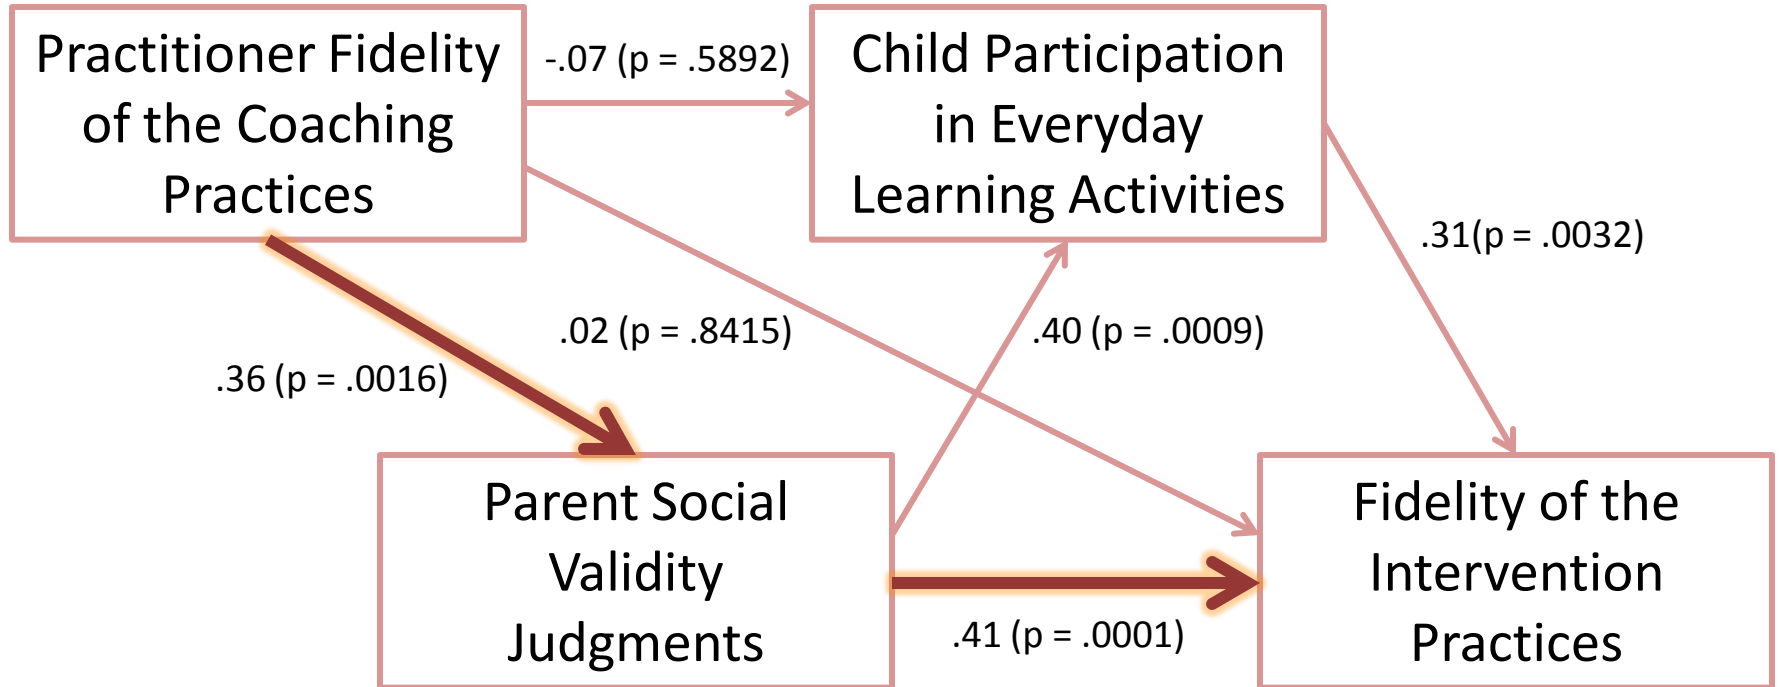 Practitioner Fidelity
of the Coaching
Practices
-.07 (p = .5892)
Child Participation
in Everyday
Learning Activities
.31(p = .0032)
.02 (p = .8415)
.40 (p = .0009)
.36 (p = .0016)
Parent Social
Validity
Judgments
.41 (p = .0001)
Fidelity of the
Intervention
Practices